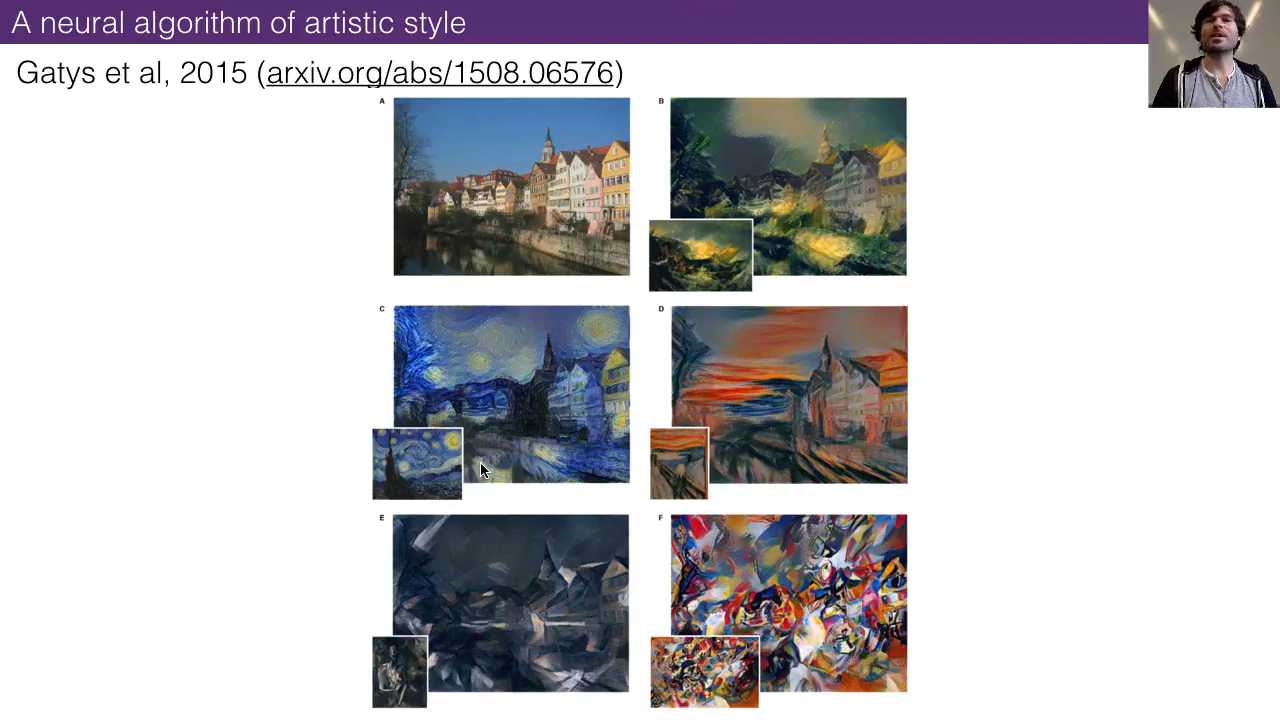 A neural algorithm of artistic style
Gatys et al, 2015 (arxiv.org/abs/1508.06576)
A
B
C
D
E
F